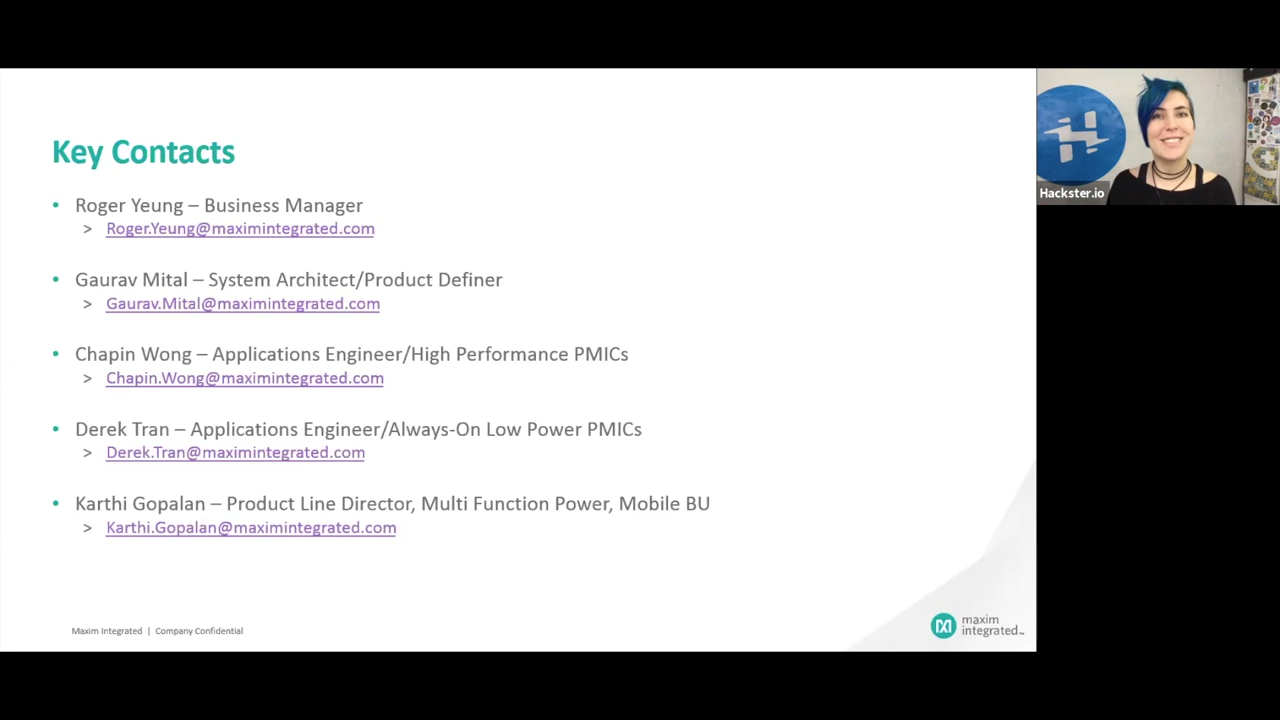 Key Contacts
• Roger Yeung – Business Manager
> Roger.Yeung@maximintegrated.com
• Gaurav Mital – System Architect/Product Definer
> Gaurav.Mital@maximintegrated.com
• Chapin Wong – Applications Engineer/High Performance PMICs
> Chapin.Wong@maximintegrated.com
• Derek Tran – Applications Engineer/Always-On Low Power PMICs
> Derek.Tran@maximintegrated.com
• Karthi Gopalan – Product Line Director, Multi Function Power, Mobile BU
> Karthi.Gopalan@maximintegrated.com
Maxim Integrated | Company Confidential
maxim
integrated™
Hackster.io